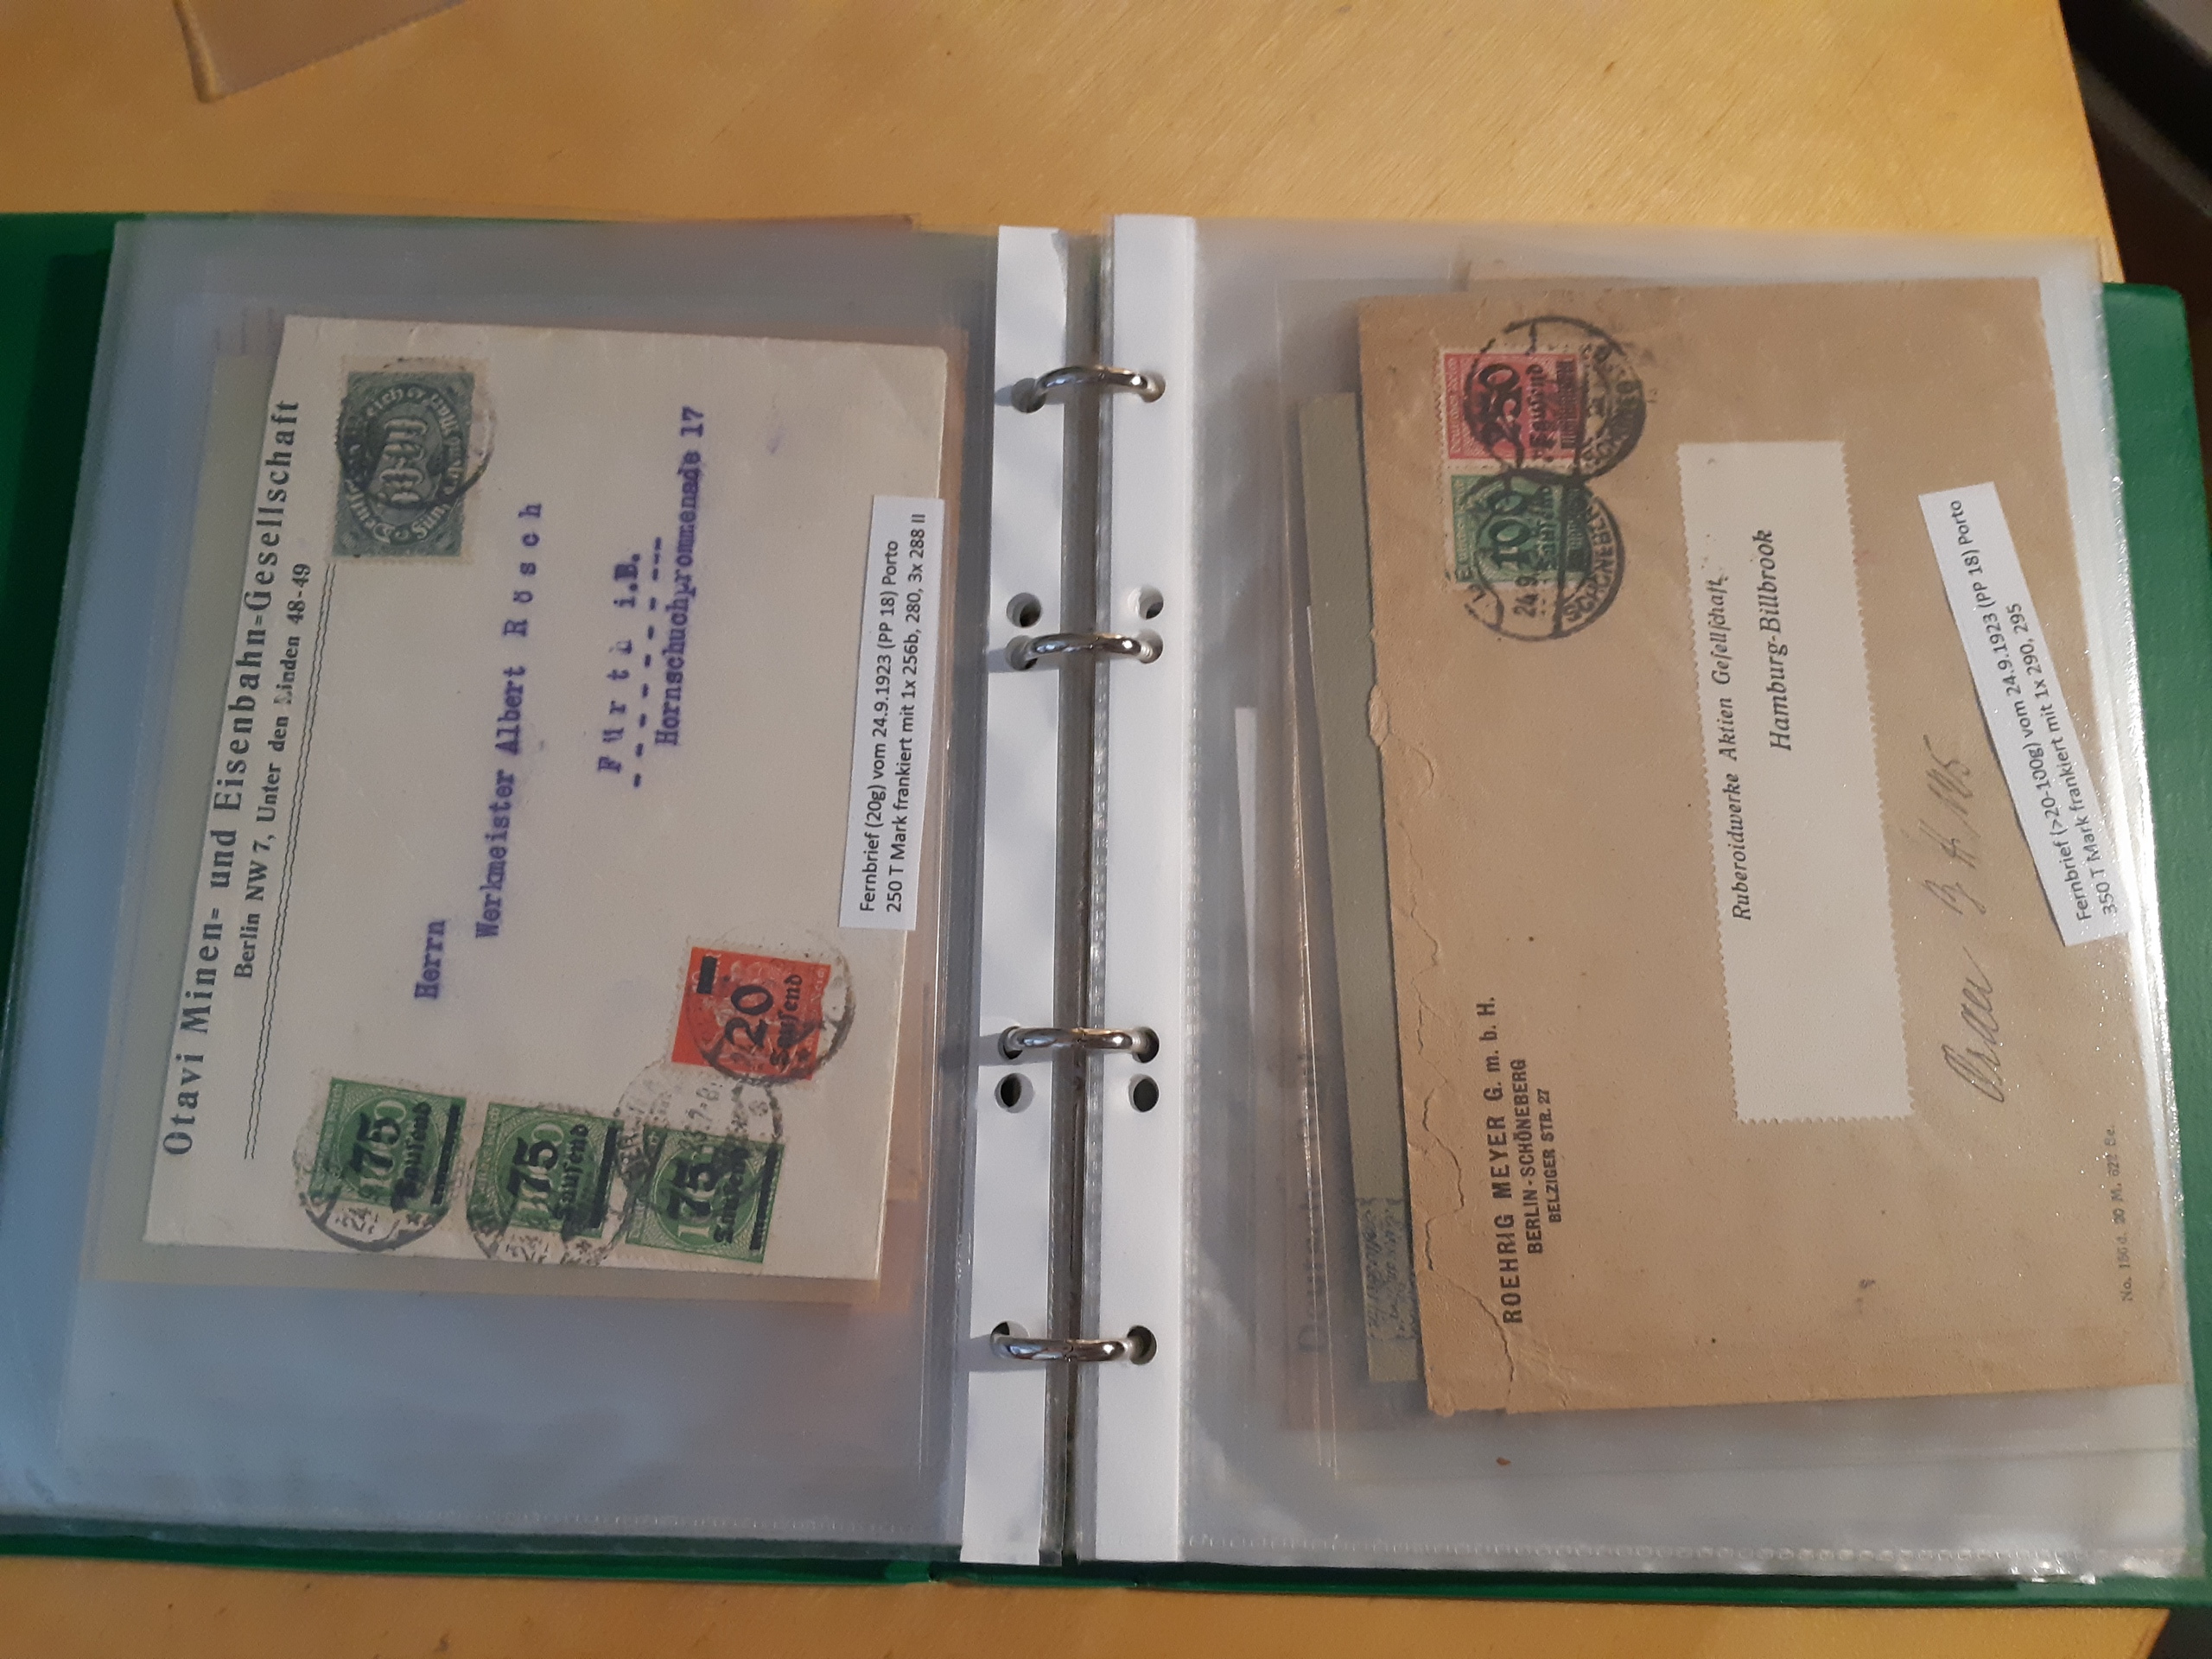 Otavi Minen= und Eisenbahn=Gesellschaft
Berlin NW 7, Unter den Linden 48-49
Herrn
Werkmeister Albert R ö s c h
F ü r t h i.B.
Hornschuchpromenade 17
75
Tausend
75
Tausend
75
Tausend
20
Tausend
Fernbrief (20g) vom 24.9.1923 (PP 18) Porto
250 T Mark frankiert mit 1x 256b, 280, 3x 288 II
100
250
Tausend
24 9
ROEHRIG MEYER G. m. b. H.
BERLIN-SCHÖNEBERG
BELZIGER STR. 27
Ruberoidwerke Aktien Gesellschaft,
Hamburg-Billbrook
Fernbrief (>20-100g) vom 24.9.1923 (PP 18) Porto
350 T Mark frankiert mit 1x 290, 295